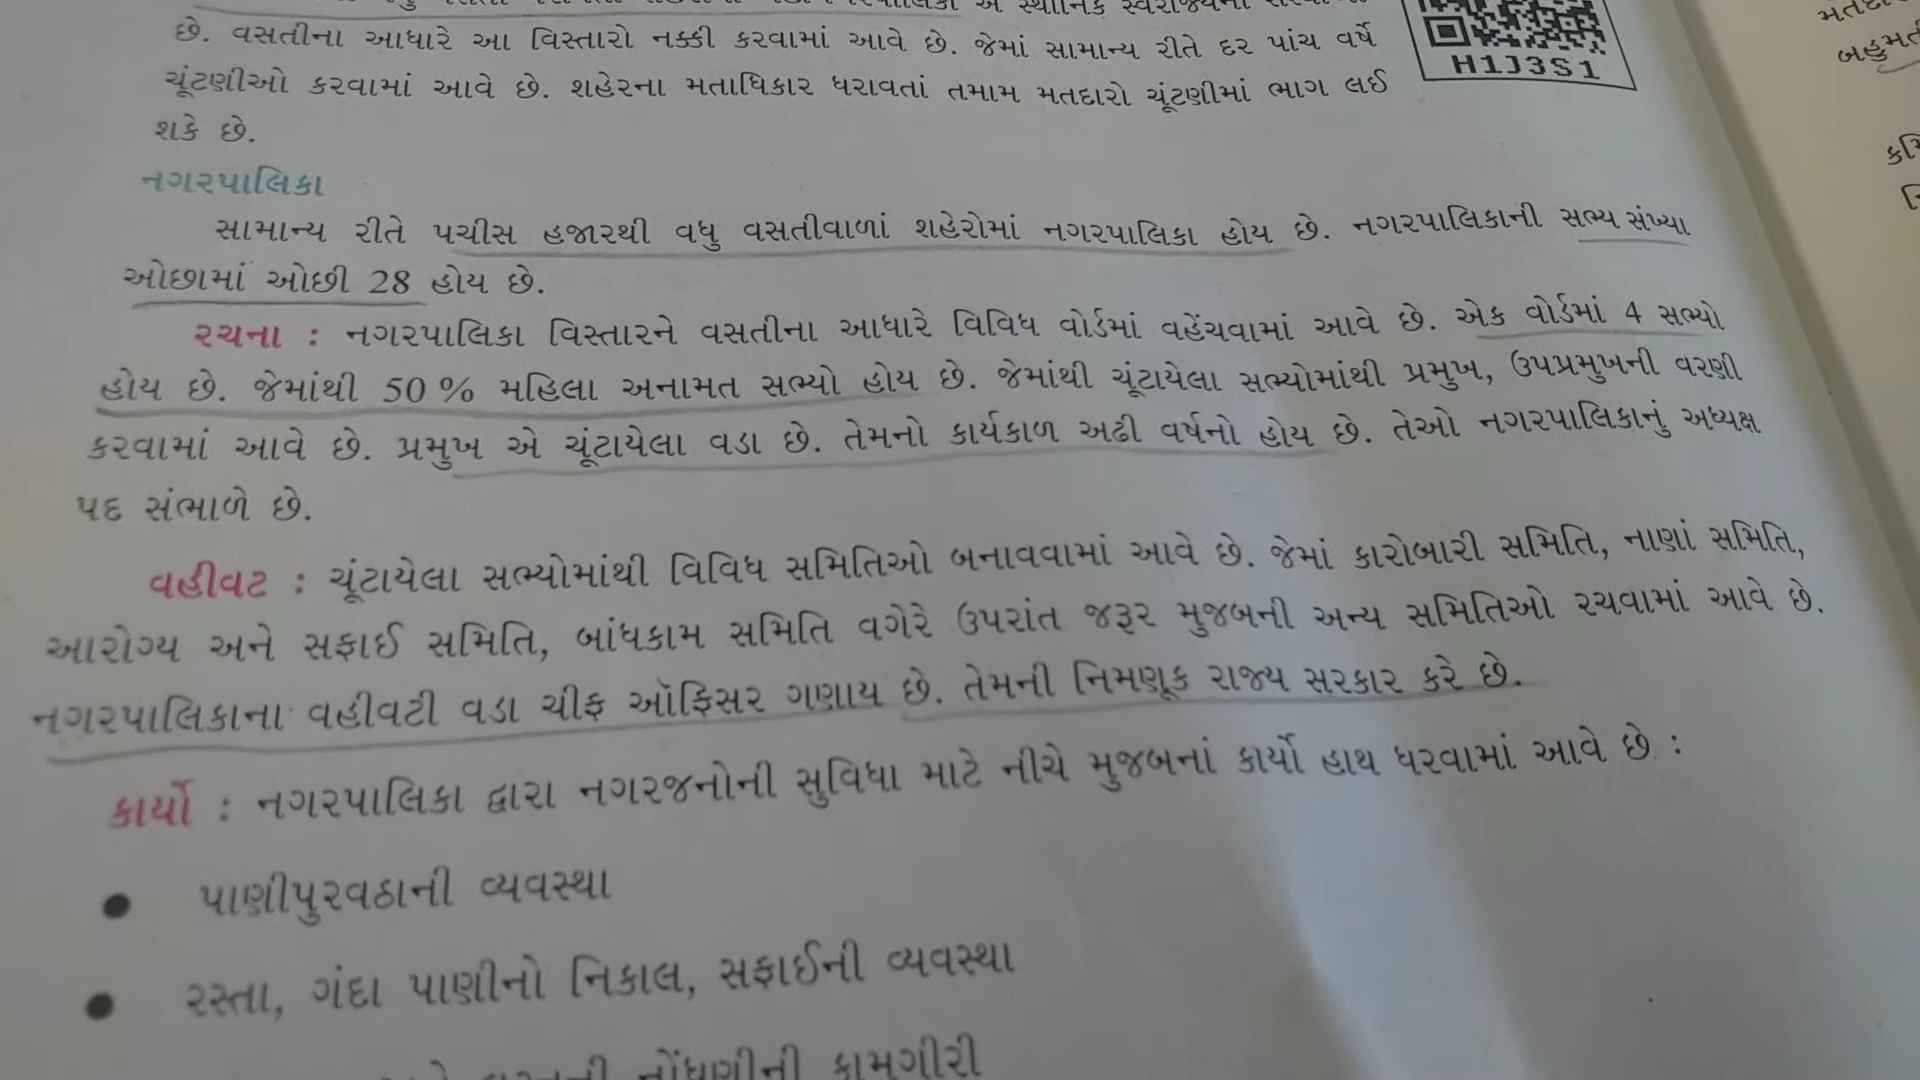 એ સ્થાનિક સ્વરાજ્યની
છે. વસતીના આધારે આ વિસ્તારો નક્કી કરવામાં આવે છે. જેમાં સામાન્ય રીતે દર પાંચ વર્ષે
ચૂંટણીઓ કરવામાં આવે છે. શહેરના મતાધિકાર ધરાવતાં તમામ મતદારો ચૂંટણીમાં ભાગ લઈ
શકે છે.
H1J3S1
નગરપાલિકા
સામાન્ય રીતે પચીસ હજારથી વધુ વસતીવાળાં શહેરોમાં નગરપાલિકા હોય છે. નગરપાલિકાની સભ્ય સંખ્યા
ઓછામાં ઓછી 28 હોય છે.
રચના : નગરપાલિકા વિસ્તારને વસતીના આધારે વિવિધ વોર્ડમાં વહેંચવામાં આવે છે. એક વોર્ડમાં 4 સભ્યો
હોય છે. જેમાંથી 50 % મહિલા અનામત સભ્યો હોય છે. જેમાંથી ચૂંટાયેલા સભ્યોમાંથી પ્રમુખ, ઉપપ્રમુખની વરણી
કરવામાં આવે છે. પ્રમુખ એ ચૂંટાયેલા વડા છે. તેમનો કાર્યકાળ અઢી વર્ષનો હોય છે. તેઓ નગરપાલિકાનું અધ્યક્ષ
પદ સંભાળે છે.
વહીવટ : ચૂંટાયેલા સભ્યોમાંથી વિવિધ સમિતિઓ બનાવવામાં આવે છે. જેમાં કારોબારી સમિતિ, નાણાં સમિતિ,
આરોગ્ય અને સફાઈ સમિતિ, બાંધકામ સમિતિ વગેરે ઉપરાંત જરૂર મુજબની અન્ય સમિતિઓ રચવામાં આવે છે.
નગરપાલિકાના વહીવટી વડા ચીફ ઑફિસર ગણાય છે. તેમની નિમણૂક રાજ્ય સરકાર કરે છે.
કાર્યો : નગરપાલિકા દ્વારા નગરજનોની સુવિધા માટે નીચે મુજબનાં કાર્યો હાથ ધરવામાં આવે છે :
● પાણીપુરવઠાની વ્યવસ્થા
● રસ્તા, ગંદા પાણીનો નિકાલ, સફાઈની વ્યવસ્થા
નોંધણીની કામગીરી